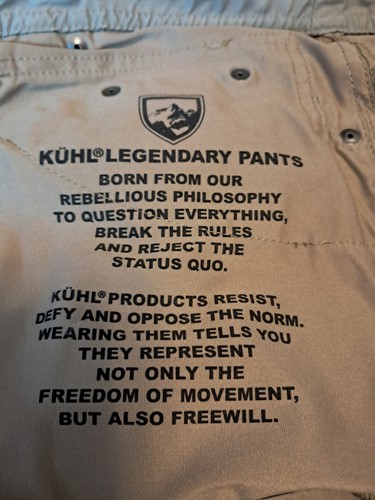 KÜHL® LEGENDARY PANTS
BORN FROM OUR
REBELLIOUS PHILOSOPHY
TO QUESTION EVERYTHING,
BREAK THE RULES
AND REJECT THE
STATUS QUO.
KÜHL® PRODUCTS RESIST,
DEFY AND OPPOSE THE NORM.
WEARING THEM TELLS YOU
THEY REPRESENT
NOT ONLY THE
FREEDOM OF MOVEMENT,
BUT ALSO FREEWILL.